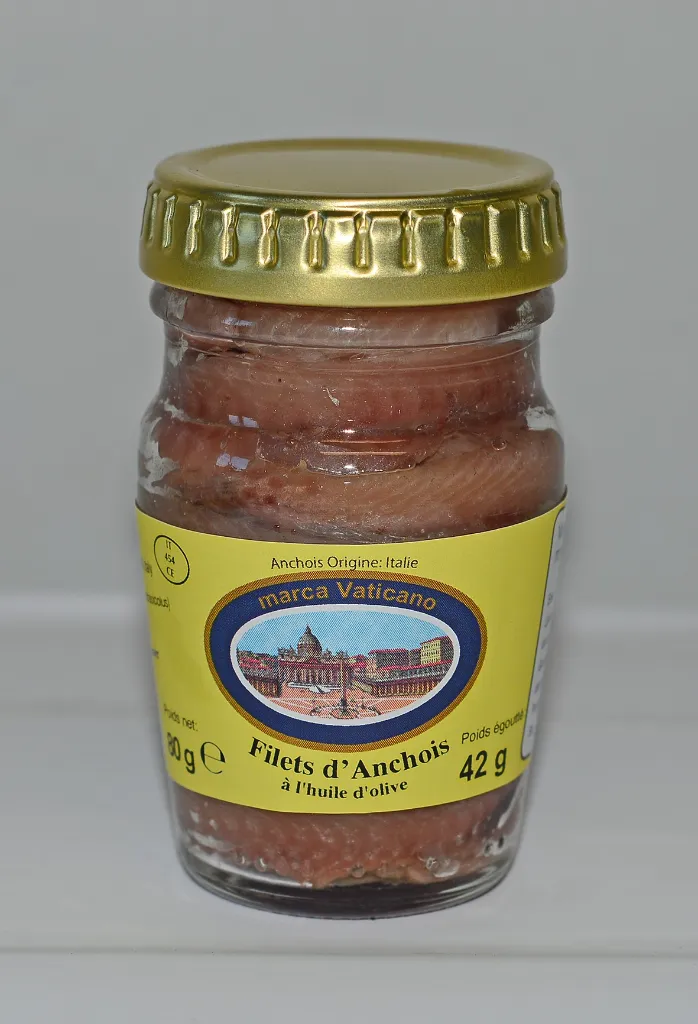 IT
454
CE
Anchois Origine: Italie
marca Vaticano
Poids net:
80 g ℮
Filets d'Anchois
à l'huile d'olive
Poids égoutté
42 g